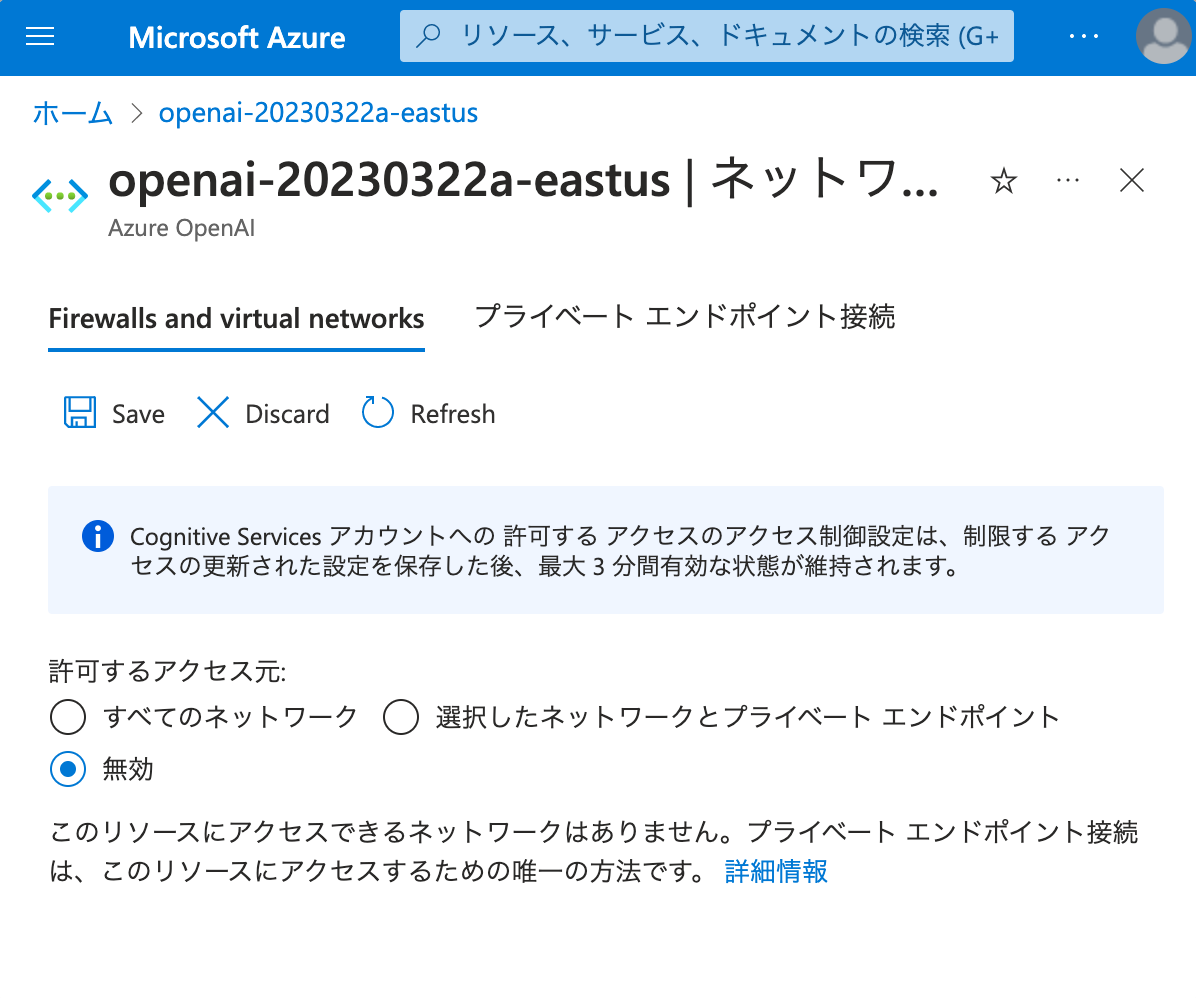 Microsoft Azure
リソース、サービス、ドキュメントの検索 (G+
ホーム > openai-20230322a-eastus
openai-20230322a-eastus | ネットワ...
Azure OpenAI
Firewalls and virtual networks
プライベート エンドポイント接続
Save
Discard
Refresh
Cognitive Services アカウントへの 許可する アクセスのアクセス制御設定は、制限する アク
セスの更新された設定を保存した後、最大 3 分間有効な状態が維持されます。
許可するアクセス元:
すべてのネットワーク
選択したネットワークとプライベート エンドポイント
無効
このリソースにアクセスできるネットワークはありません。プライベート エンドポイント接続
は、このリソースにアクセスするための唯一の方法です。 詳細情報